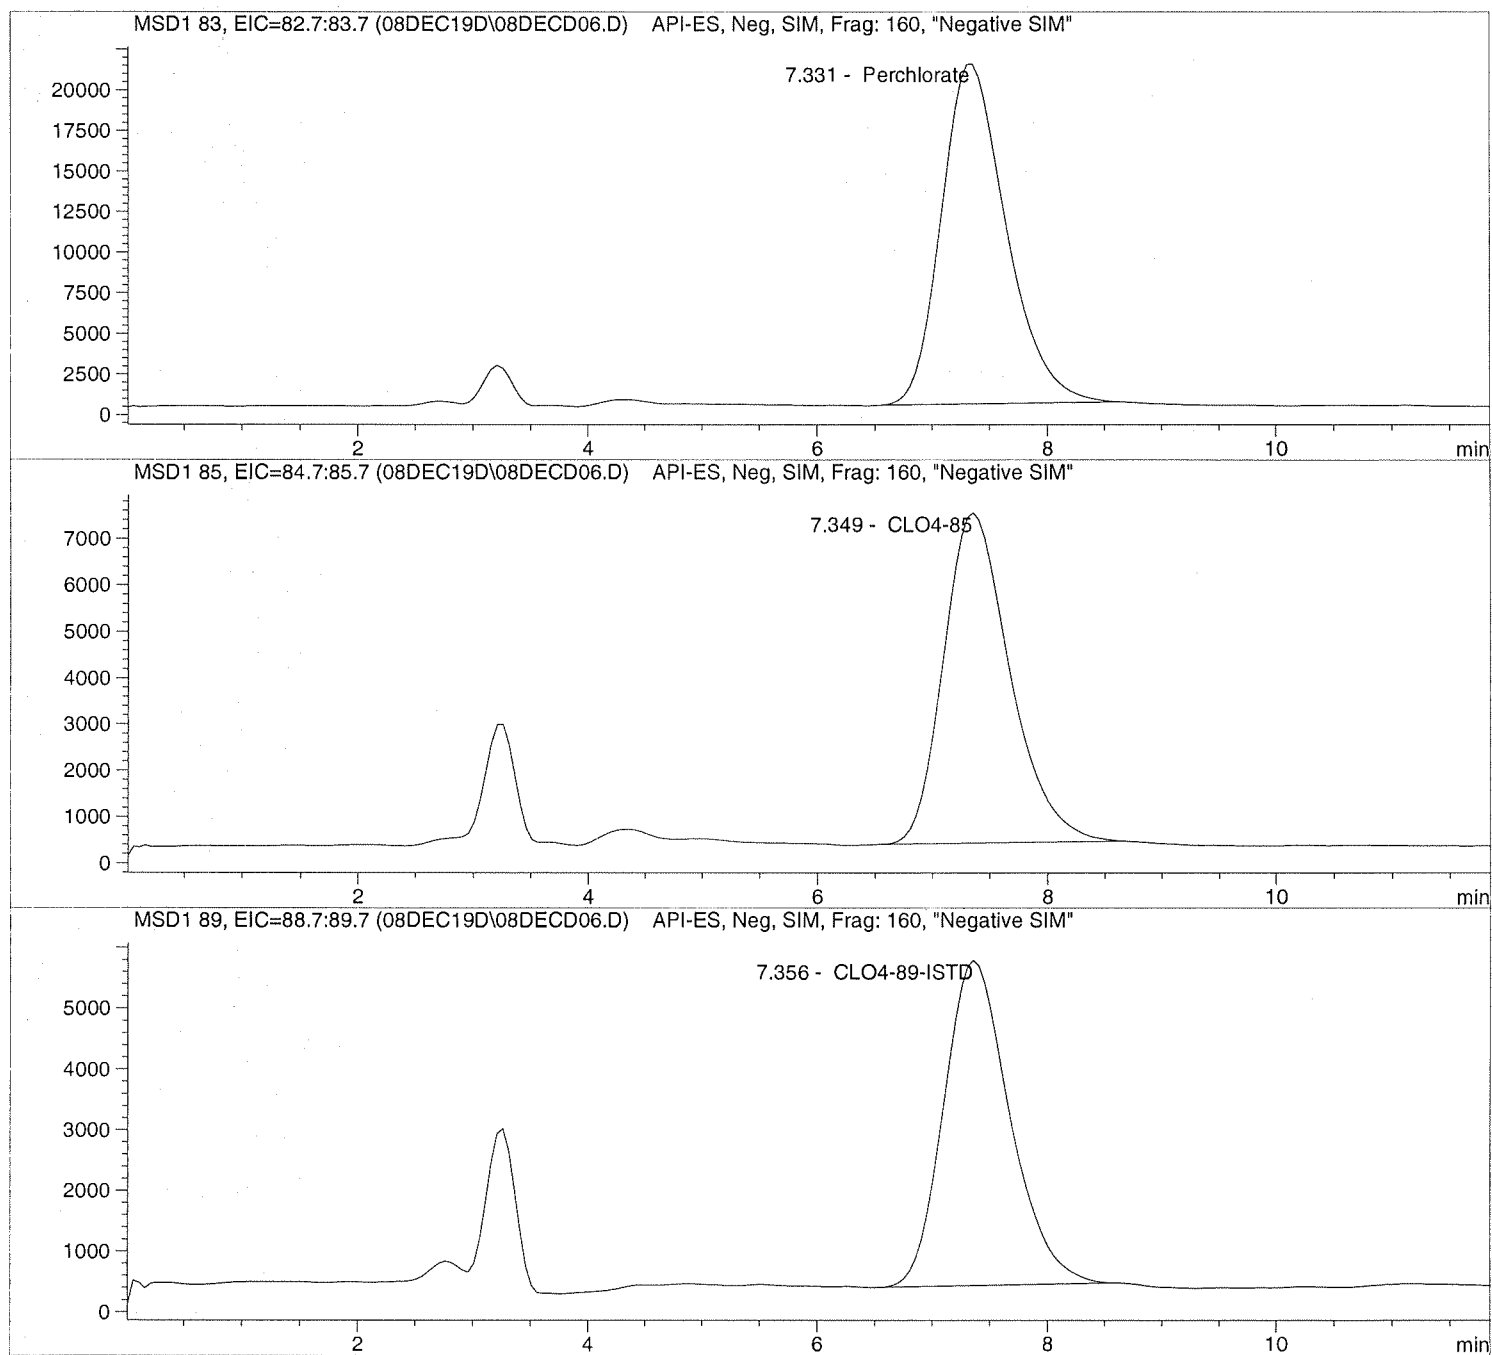 MSD1 83, EIC=82.7:83.7 (08DEC19D\08DECD06.D)    API-ES, Neg, SIM, Frag: 160, "Negative SIM"
7.331 -  Perchlorate
20000
17500
15000
12500
10000
7500
5000
2500
0
2 4 6 8 10 min
MSD1 85, EIC=84.7:85.7 (08DEC19D\08DECD06.D)    API-ES, Neg, SIM, Frag: 160, "Negative SIM"
7.349 -  CLO4-85
7000
6000
5000
4000
3000
2000
1000
0
2 4 6 8 10 min
MSD1 89, EIC=88.7:89.7 (08DEC19D\08DECD06.D)    API-ES, Neg, SIM, Frag: 160, "Negative SIM"
7.356 -  CLO4-89-ISTD
5000
4000
3000
2000
1000
0
2 4 6 8 10 min